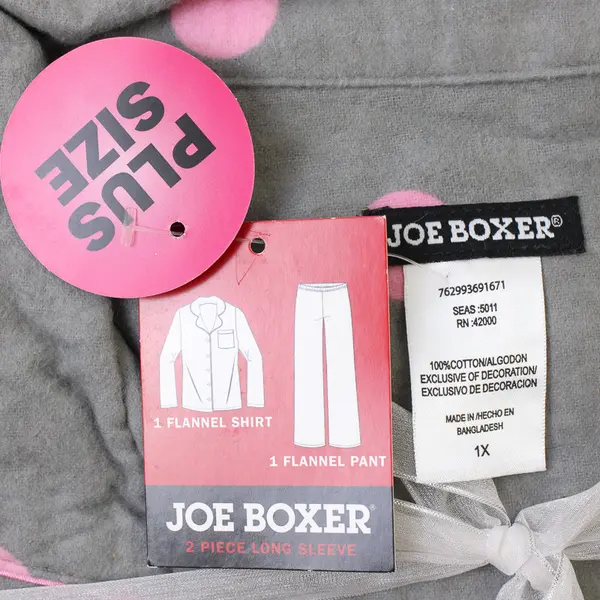 PLUS
SIZE
1 FLANNEL SHIRT
1 FLANNEL PANT
JOE BOXER
2 PIECE LONG SLEEVE
JOE BOXER®
762993691671
SEAS :5011
RN :42000
100%COTTON/ALGODON
EXCLUSIVE OF DECORATION/
EXCLUSIVO DE DECORACION
MADE IN /HECHO EN
BANGLADESH
1X